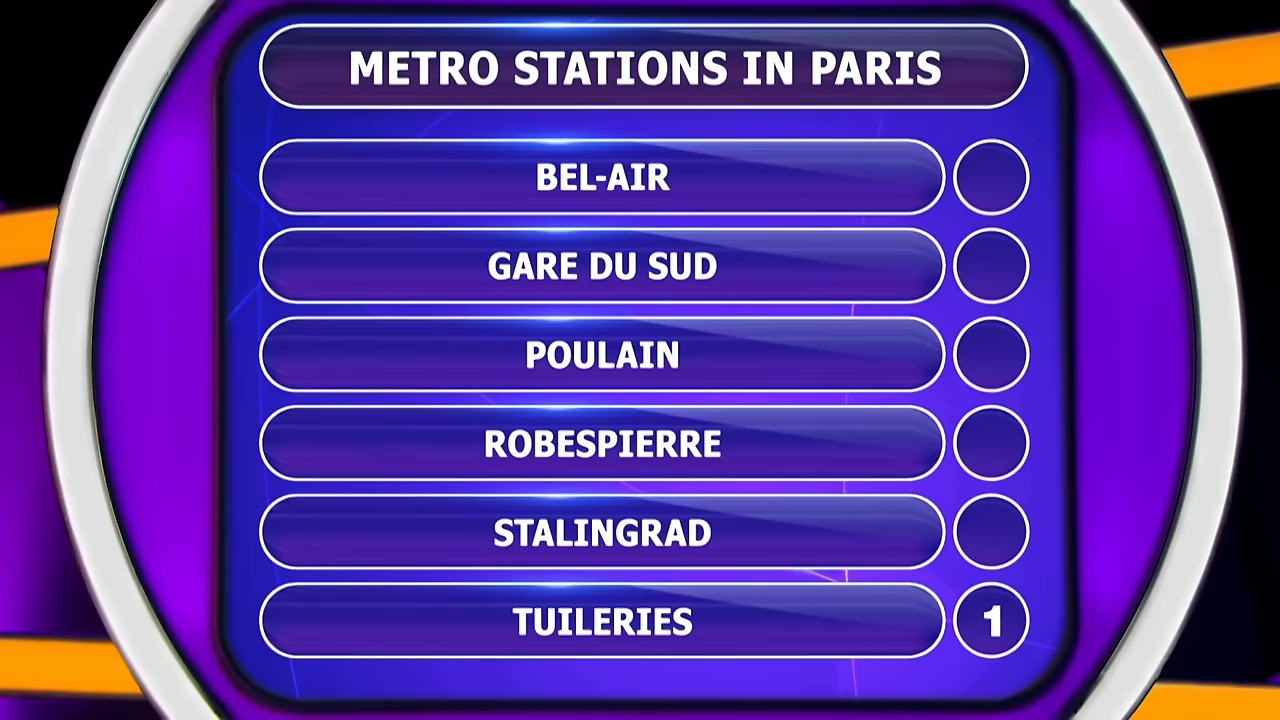 METRO STATIONS IN PARIS
BEL-AIR
GARE DU SUD
POULAIN
ROBESPIERRE
STALINGRAD
TUILERIES 1